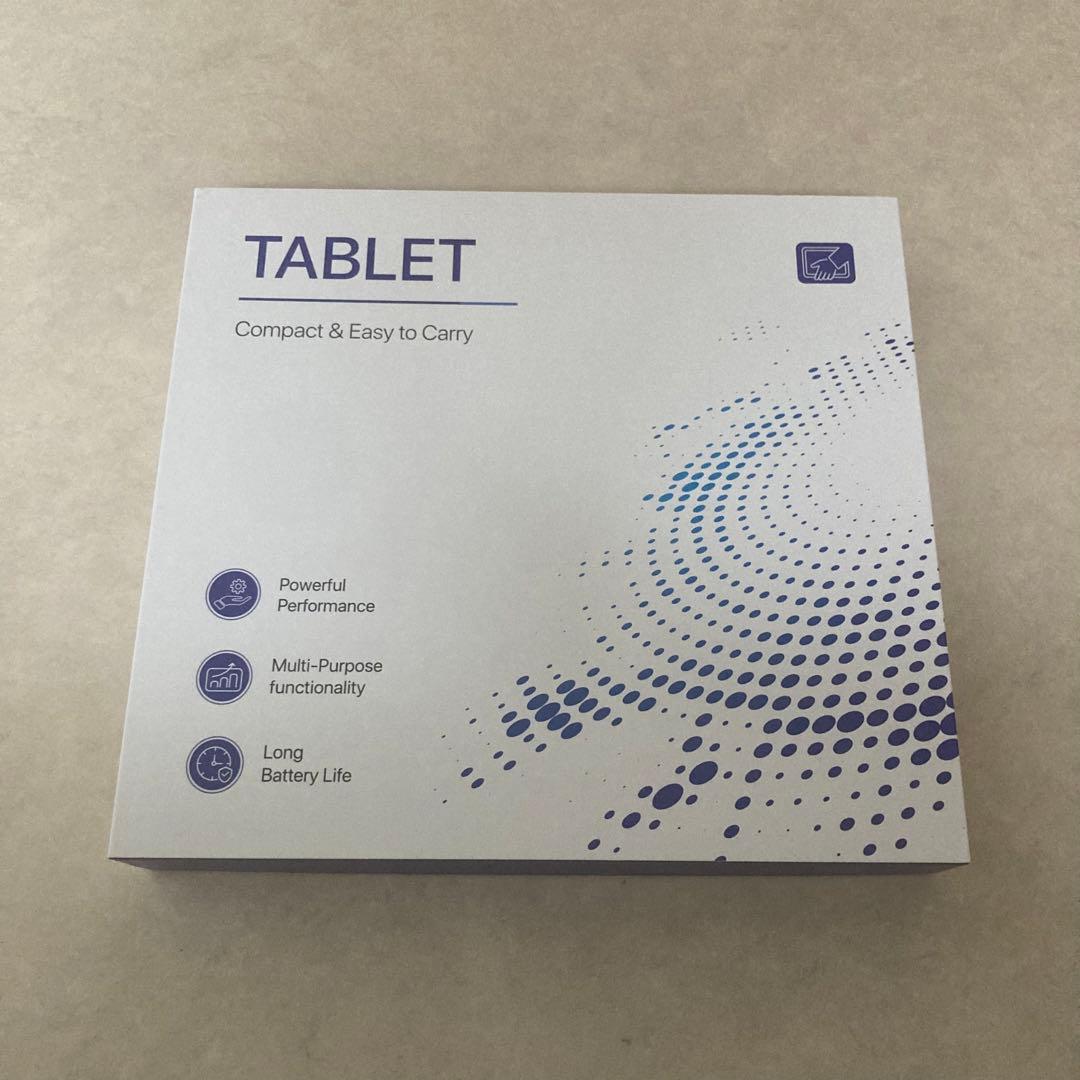 TABLET
Compact & Easy to Carry
Powerful
Performance
Multi-Purpose
functionality
Long
Battery Life